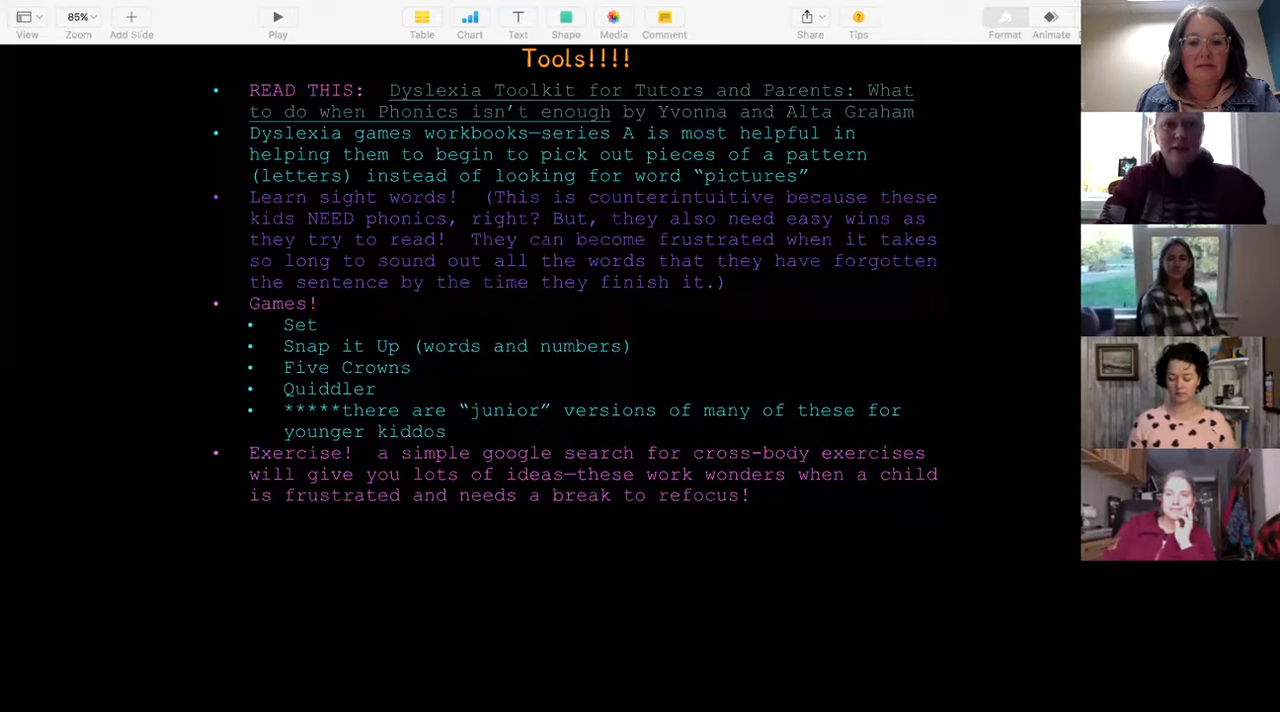 View
85%
Zoom
Add Slide
Play
Table
Chart
Text
Shape
Media
Comment
Share
Tips
Format
Animate
Tools!!!!
• READ THIS:  Dyslexia Toolkit for Tutors and Parents: What
to do when Phonics isn’t enough by Yvonna and Alta Graham
• Dyslexia games workbooks—series A is most helpful in
helping them to begin to pick out pieces of a pattern
(letters) instead of looking for word “pictures”
• Learn sight words!  (This is counterintuitive because these
kids NEED phonics, right? But, they also need easy wins as
they try to read!  They can become frustrated when it takes
so long to sound out all the words that they have forgotten
the sentence by the time they finish it.)
• Games!
• Set
• Snap it Up (words and numbers)
• Five Crowns
• Quiddler
• *****there are “junior” versions of many of these for
younger kiddos
• Exercise!  a simple google search for cross-body exercises
will give you lots of ideas—these work wonders when a child
is frustrated and needs a break to refocus!